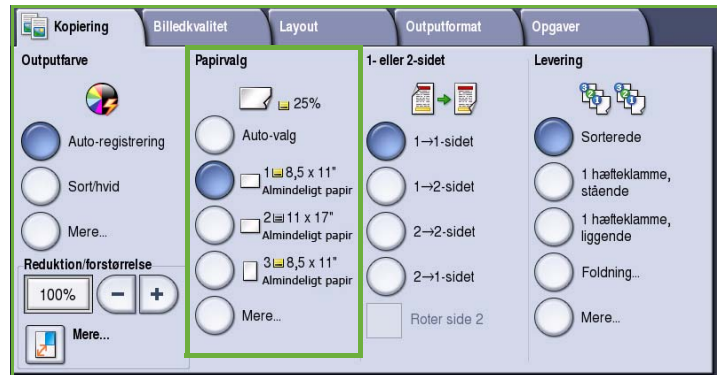 Kopiering
Billedkvalitet
Layout
Outputformat
Opgaver
Outputfarve
Auto-registrering
Sort/hvid
Mere...
Reduktion/forstørrelse
100%
Mere...
Papirvalg
25%
Auto-valg
1 8,5 x 11"
Almindeligt papir
2 11 x 17"
Almindeligt papir
3 8,5 x 11"
Almindeligt papir
Mere...
1- eller 2-sidet
1→1-sidet
1→2-sidet
2→2-sidet
2→1-sidet
Roter side 2
Levering
Sorterede
1 hæfteklamme,
stående
1 hæfteklamme,
liggende
Foldning...
Mere...